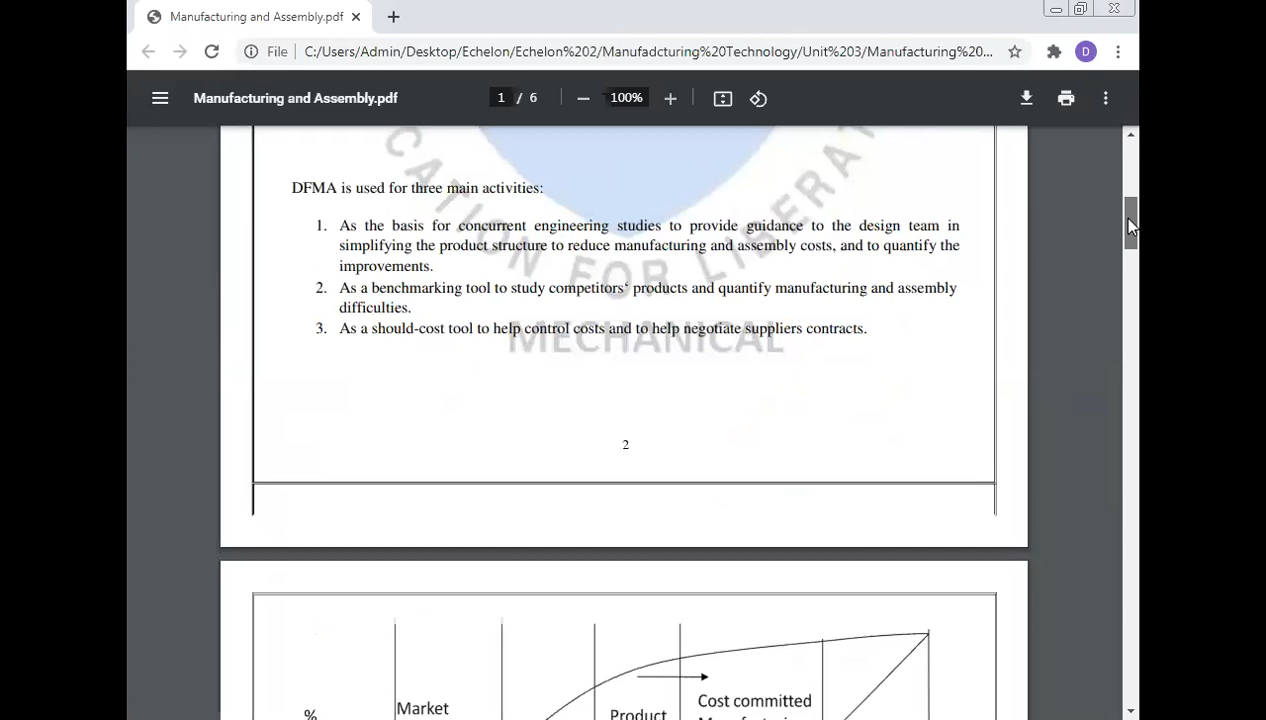 Manufacturing and Assembly.pdf
File C:/Users/Admin/Desktop/Echelon/Echelon%202/Manufadcturing%20Technology/Unit%203/Manufacturing%20... D
Manufacturing and Assembly.pdf 1 / 6 100%
CATION FOR LIBERAT
DFMA is used for three main activities:
1. As the basis for concurrent engineering studies to provide guidance to the design team in
simplifying the product structure to reduce manufacturing and assembly costs, and to quantify the
improvements.
2. As a benchmarking tool to study competitors‘ products and quantify manufacturing and assembly
difficulties.
3. As a should-cost tool to help control costs and to help negotiate suppliers contracts.
MECHANICAL
2
Cost committed
Market
%
Product